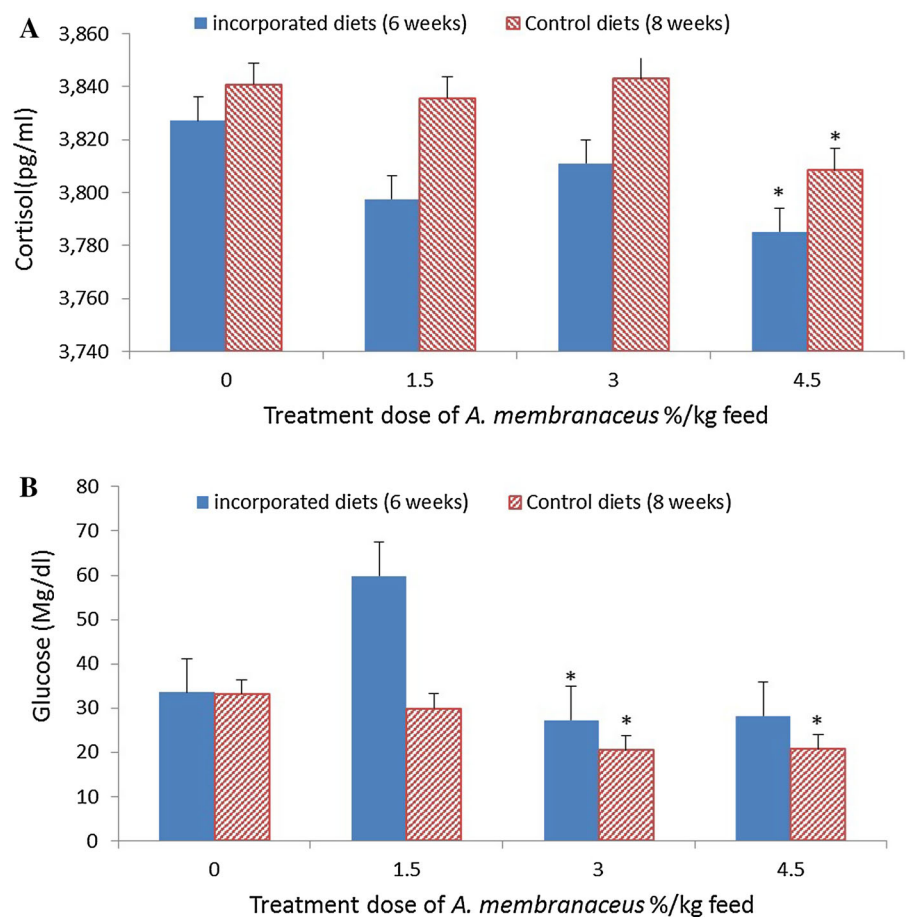 A
incorporated diets (6 weeks) Control diets (8 weeks)
Cortisol(pg/ml)
3,860
3,840
3,820
3,800
3,780
3,760
3,740
* *
0 1.5 3 4.5
Treatment dose of A. membranaceus %/kg feed
B
incorporated diets (6 weeks) Control diets (8 weeks)
Glucose (Mg/dl)
80
70
60
50
40
30
20
10
0
* * *
0 1.5 3 4.5
Treatment dose of A. membranaceus %/kg feed